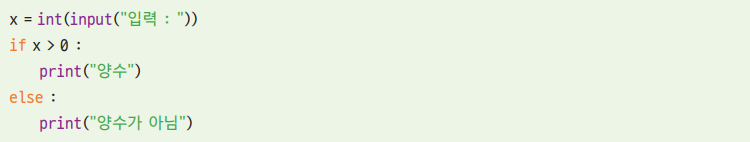 x = int(input("입력 : "))
if x > 0 :
    print("양수")
else :
    print("양수가 아님")